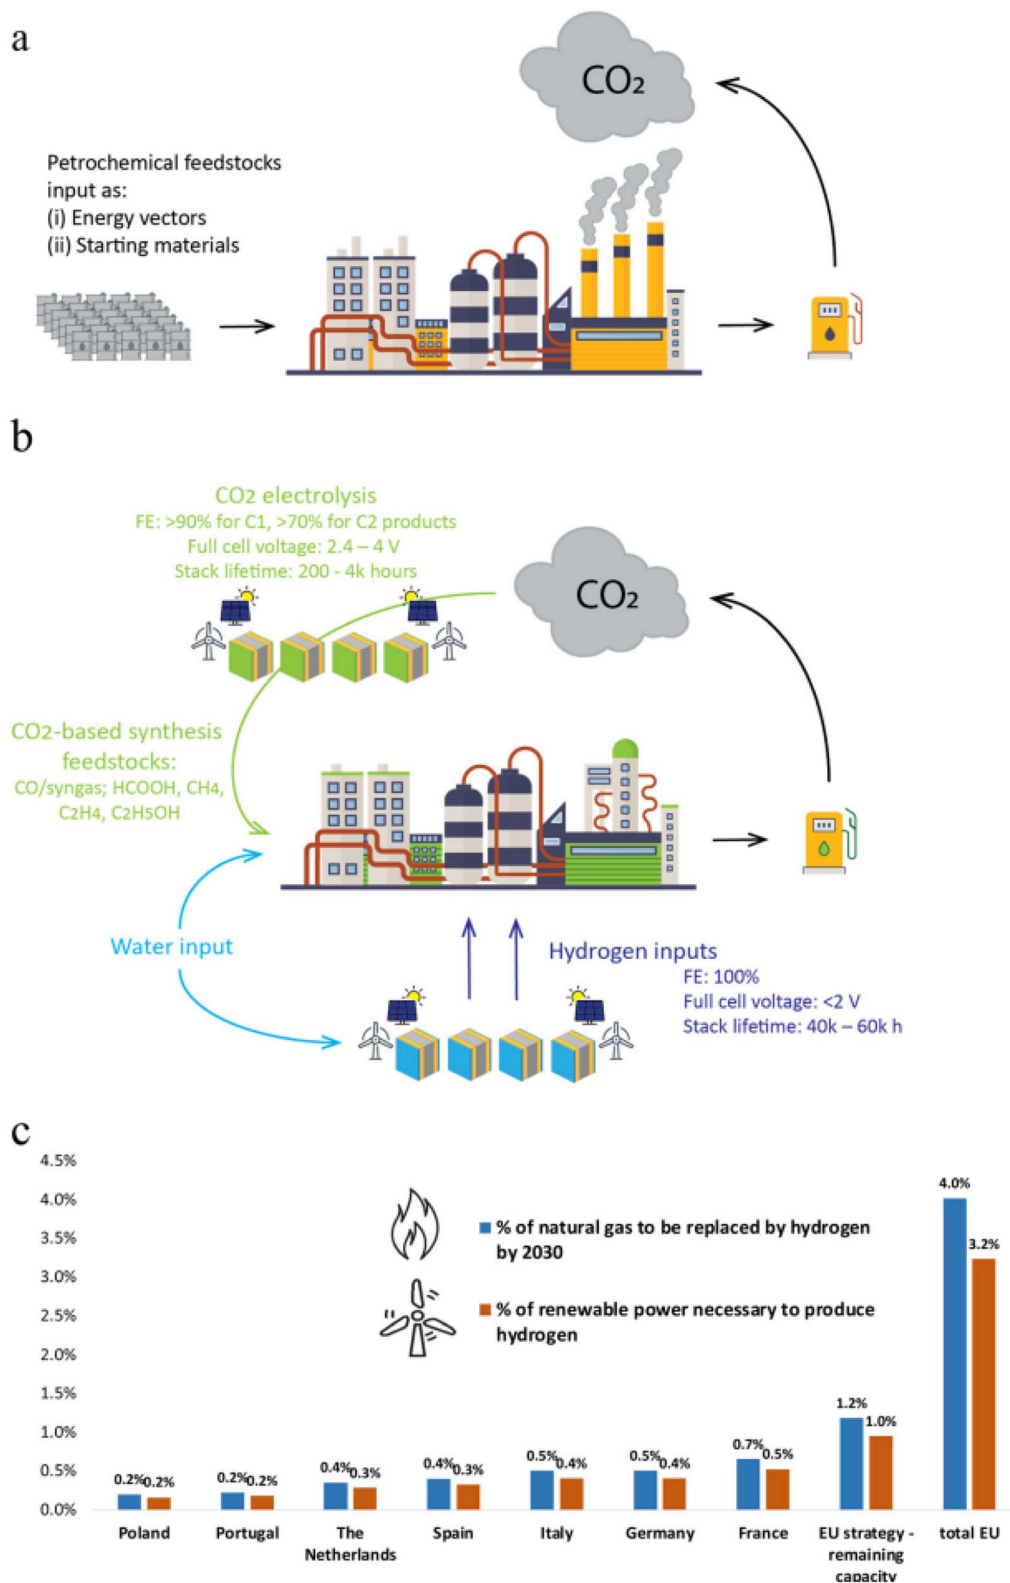 a
CO2
Petrochemical feedstocks
input as:
(i) Energy vectors
(ii) Starting materials
b
CO2 electrolysis
FE: >90% for C1, >70% for C2 products
Full cell voltage: 2.4 – 4 V
Stack lifetime: 200 - 4k hours
CO2
CO2-based synthesis
feedstocks:
CO/syngas; HCOOH, CH4,
C2H4, C2H5OH
Water input
Hydrogen inputs
FE: 100%
Full cell voltage: <2 V
Stack lifetime: 40k – 60k h
c
4.5%
4.0%
3.5%
3.0%
2.5%
2.0%
1.5%
1.0%
0.5%
0.0%
% of natural gas to be replaced by hydrogen
by 2030
% of renewable power necessary to produce
hydrogen
0.2% 0.2%
0.2% 0.2%
0.4% 0.3%
0.4% 0.3%
0.5% 0.4%
0.5% 0.4%
0.7% 0.5%
1.2% 1.0%
4.0% 3.2%
Poland
Portugal
The
Netherlands
Spain
Italy
Germany
France
EU strategy -
remaining
capacity
total EU